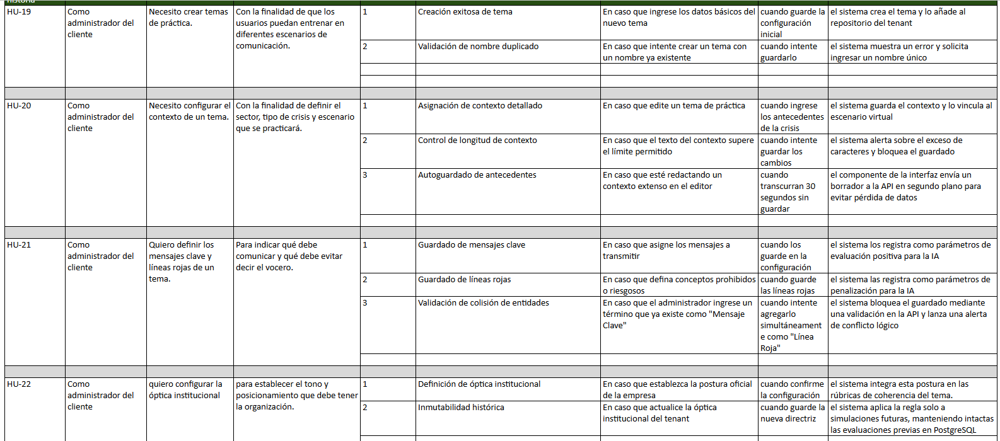 historia
HU-19
Como
administrador del
cliente
Necesito crear temas
de práctica.
Con la finalidad de que los
usuarios puedan entrenar en
diferentes escenarios de
comunicación.
1
Creación exitosa de tema
En caso que ingrese los datos básicos del
nuevo tema
cuando guarde la
configuración
inicial
el sistema crea el tema y lo añade al
repositorio del tenant
2
Validación de nombre duplicado
En caso que intente crear un tema con
un nombre ya existente
cuando intente
guardarlo
el sistema muestra un error y solicita
ingresar un nombre único
HU-20
Como
administrador del
cliente
Necesito configurar el
contexto de un tema.
Con la finalidad de definir el
sector, tipo de crisis y escenario
que se practicará.
1
Asignación de contexto detallado
En caso que edite un tema de práctica
cuando ingrese
los antecedentes
de la crisis
el sistema guarda el contexto y lo vincula al
escenario virtual
2
Control de longitud de contexto
En caso que el texto del contexto supere
el límite permitido
cuando intente
guardar los
cambios
el sistema alerta sobre el exceso de
caracteres y bloquea el guardado
3
Autoguardado de antecedentes
En caso que esté redactando un
contexto extenso en el editor
cuando
transcurran 30
segundos sin
guardar
el componente de la interfaz envía un
borrador a la API en segundo plano para
evitar pérdida de datos
HU-21
Como
administrador del
cliente
Quiero definir los
mensajes clave y
líneas rojas de un
tema.
Para indicar qué debe
comunicar y qué debe evitar
decir el vocero.
1
Guardado de mensajes clave
En caso que asigne los mensajes a
transmitir
cuando los
guarde en la
configuración
el sistema los registra como parámetros de
evaluación positiva para la IA
2
Guardado de líneas rojas
En caso que defina conceptos prohibidos
o riesgosos
cuando guarde
las líneas rojas
el sistema las registra como parámetros de
penalización para la IA
3
Validación de colisión de entidades
En caso que el administrador ingrese un
término que ya existe como "Mensaje
Clave"
cuando intente
agregarlo
simultáneament
e como "Línea
Roja"
el sistema bloquea el guardado mediante
una validación en la API y lanza una alerta
de conflicto lógico
HU-22
Como
administrador del
cliente
quiero configurar la
óptica institucional
para establecer el tono y
posicionamiento que debe tener
la organización.
1
Definición de óptica institucional
En caso que establezca la postura oficial
de la empresa
cuando confirme
la configuración
el sistema integra esta postura en las
rúbricas de coherencia del tema.
2
Inmutabilidad histórica
En caso que actualice la óptica
institucional del tenant
cuando guarde la
nueva directriz
el sistema aplica la regla solo a
simulaciones futuras, manteniendo intactas
las evaluaciones previas en PostgreSQL